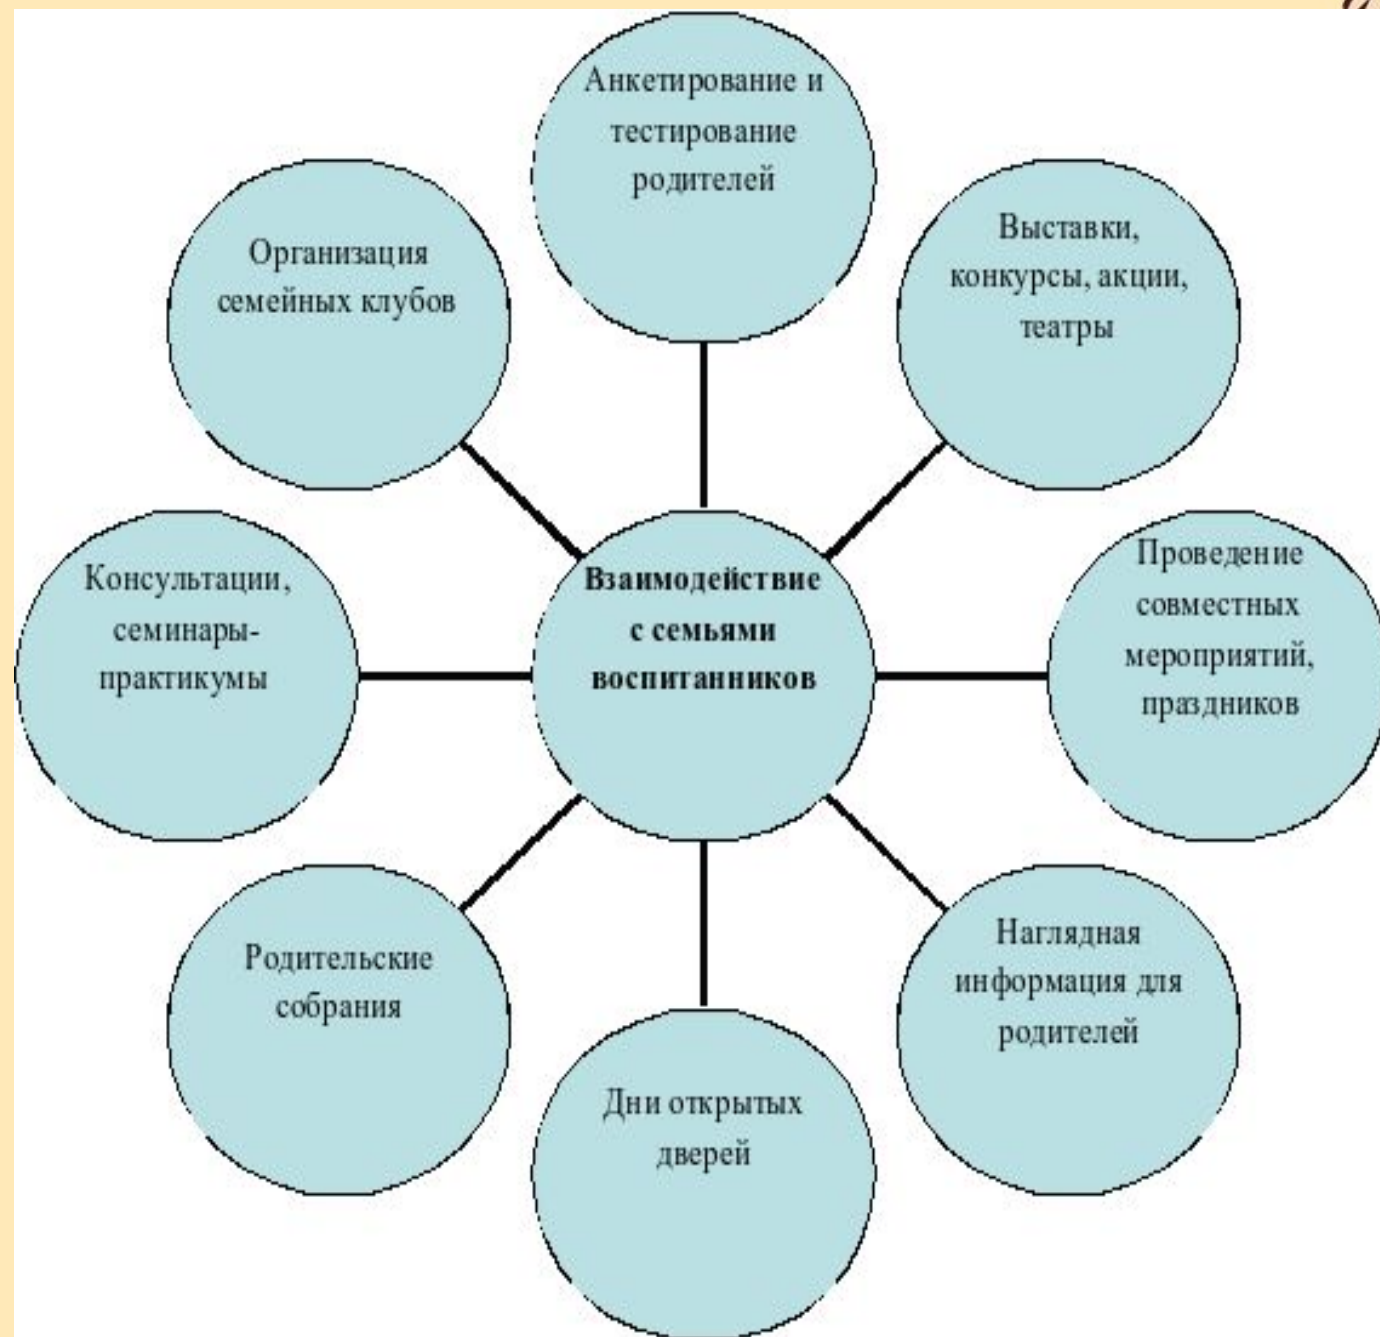 Анкетирование и
тестирование
родителей
Выставки,
конкурсы, акции,
театры
Организация
семейных клубов
Проведение
совместных
мероприятий,
праздников
Консультации,
семинары-
практикумы
Взаимодействие
с семьями
воспитанников
Наглядная
информация для
родителей
Родительские
собрания
Дни открытых
дверей